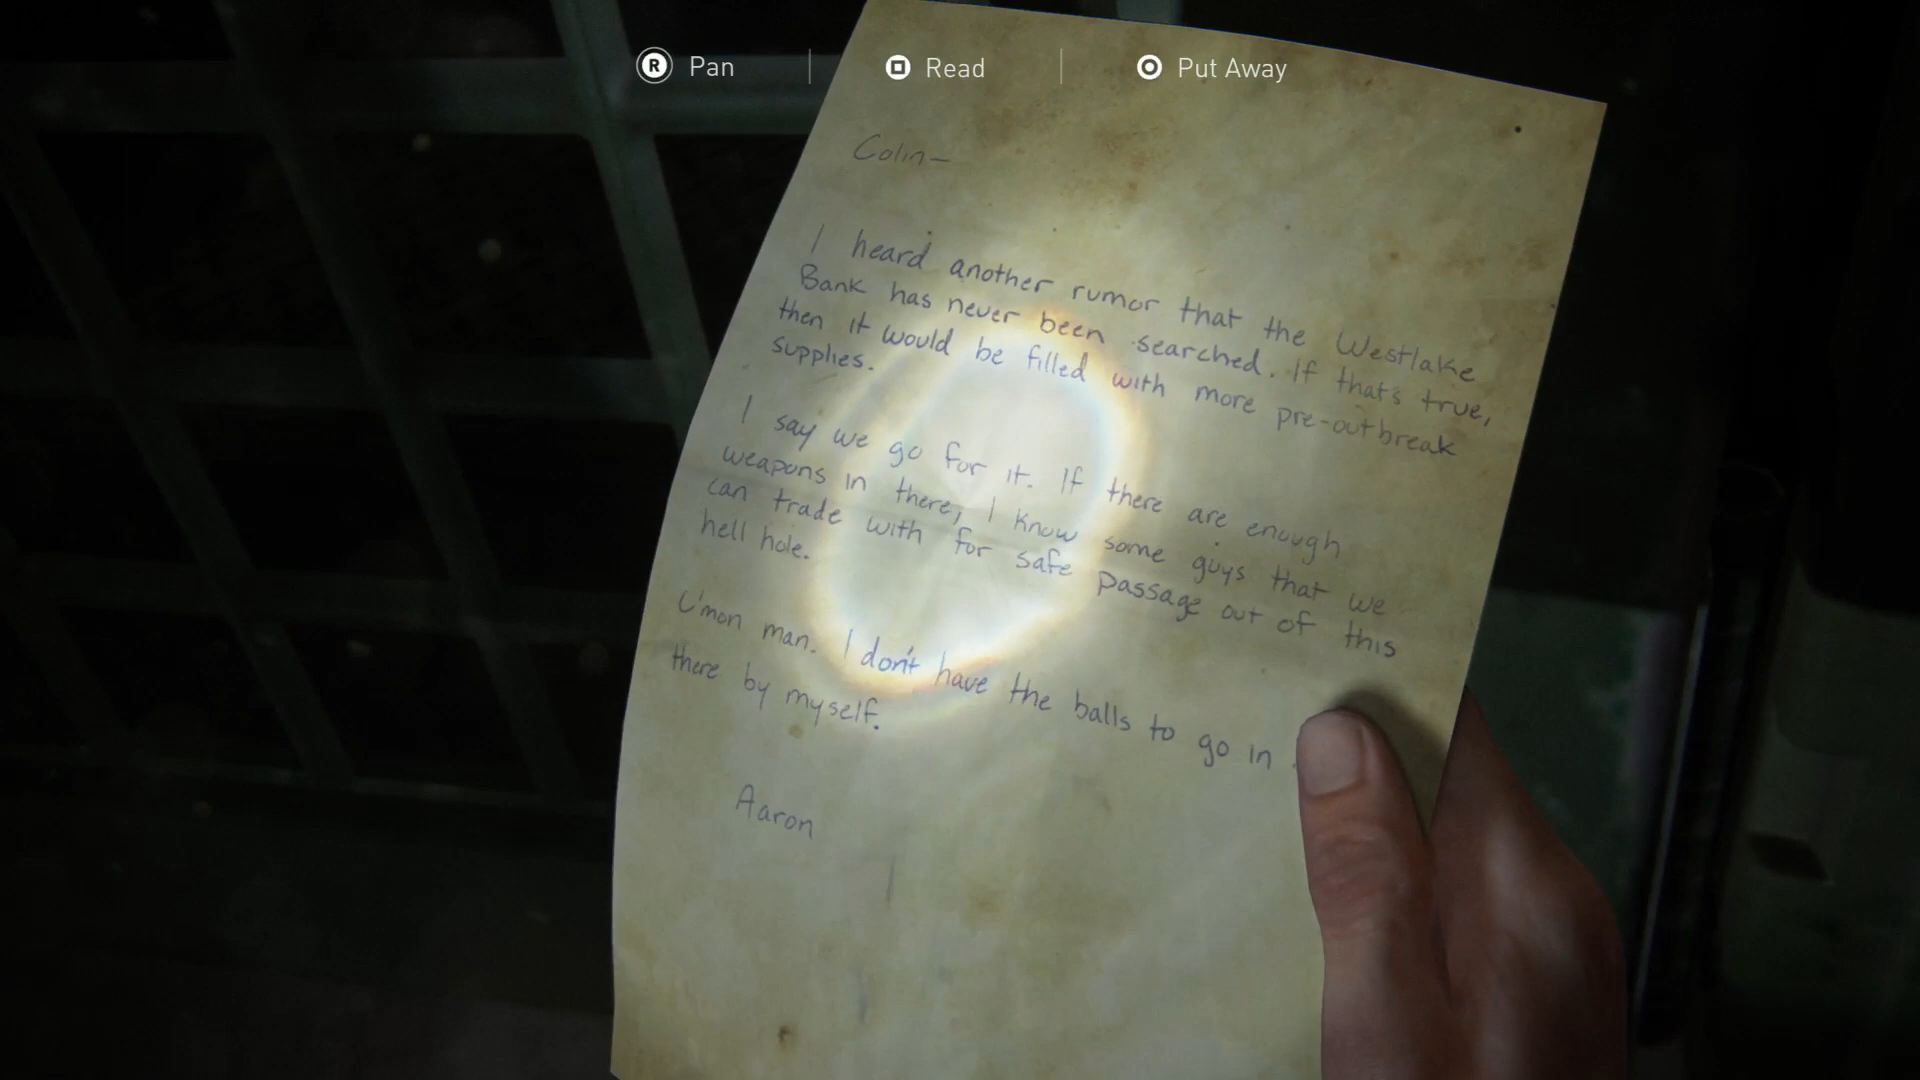 R Pan Read Put Away
Colin—
I heard another rumor that the Westlake
Bank has never been searched. If that's true,
then it would be filled with more pre-outbreak
supplies.
I say we go for it. If there are enough
weapons in there, I know some guys that we
can trade with for safe passage out of this
hell hole.
C'mon man. I don't have the balls to go in
there by myself.
Aaron